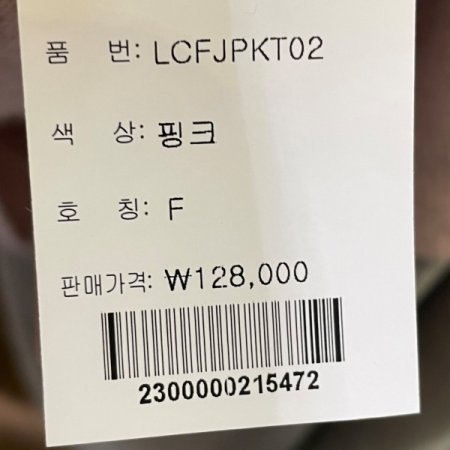 품 번: LCFJPKT02
색 상: 핑크
호 칭: F
판매가격: ₩128,000
2300000215472